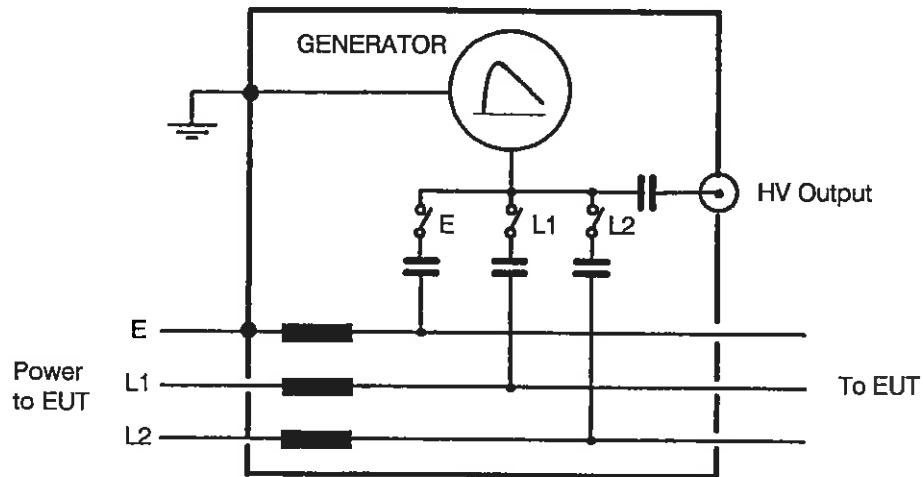 GENERATOR
HV Output
E
L1
L2
E
Power
to EUT
L1
To EUT
L2